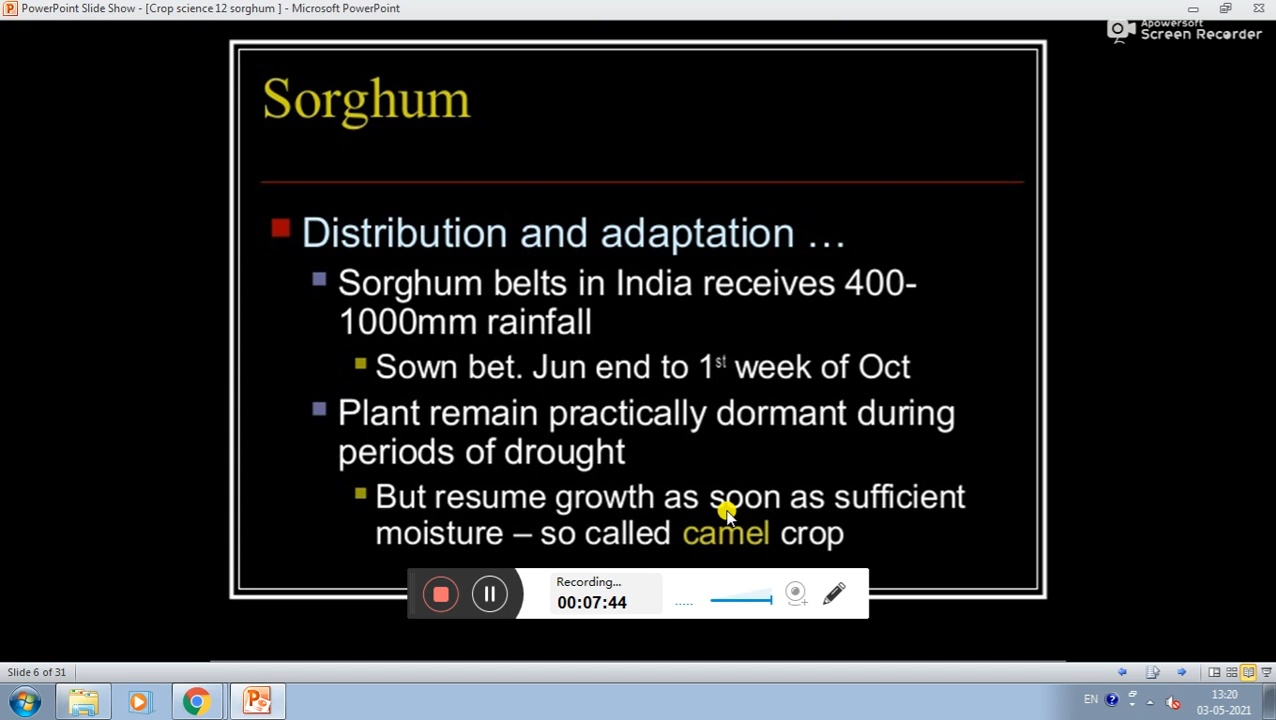 PowerPoint Slide Show - [Crop science 12 sorghum ] - Microsoft PowerPoint
Apowersoft
Screen Recorder
Sorghum
Distribution and adaptation …
Sorghum belts in India receives 400-
1000mm rainfall
Sown bet. Jun end to 1st week of Oct
Plant remain practically dormant during
periods of drought
But resume growth as soon as sufficient
moisture – so called camel crop
Recording...
00:07:44
Slide 6 of 31
EN
13:20
03-05-2021